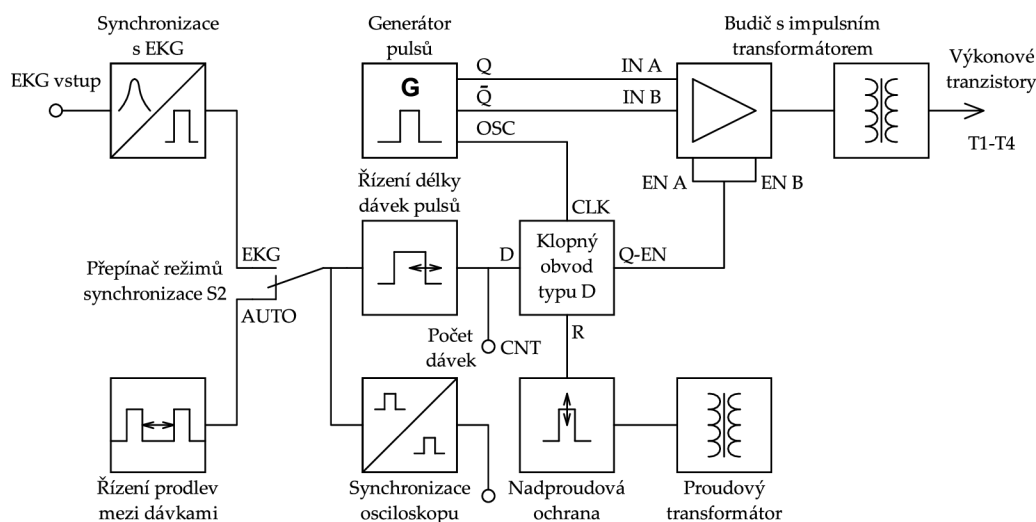 Synchronizace
s EKG
Generátor
pulsů
Budič s impulsním
transformátorem
EKG vstup
G
Q
Q̄
OSC
IN A
IN B
Výkonové
tranzistory
T1-T4
EN A
EN B
Řízení délky
dávek pulsů
CLK
D
Klopný
obvod
typu D
Q-EN
R
EKG
Přepínač režimů
synchronizace S2
AUTO
Počet
dávek
CNT
Řízení prodlev
mezi dávkami
Synchronizace
osciloskopu
Nadproudová
ochrana
Proudový
transformátor